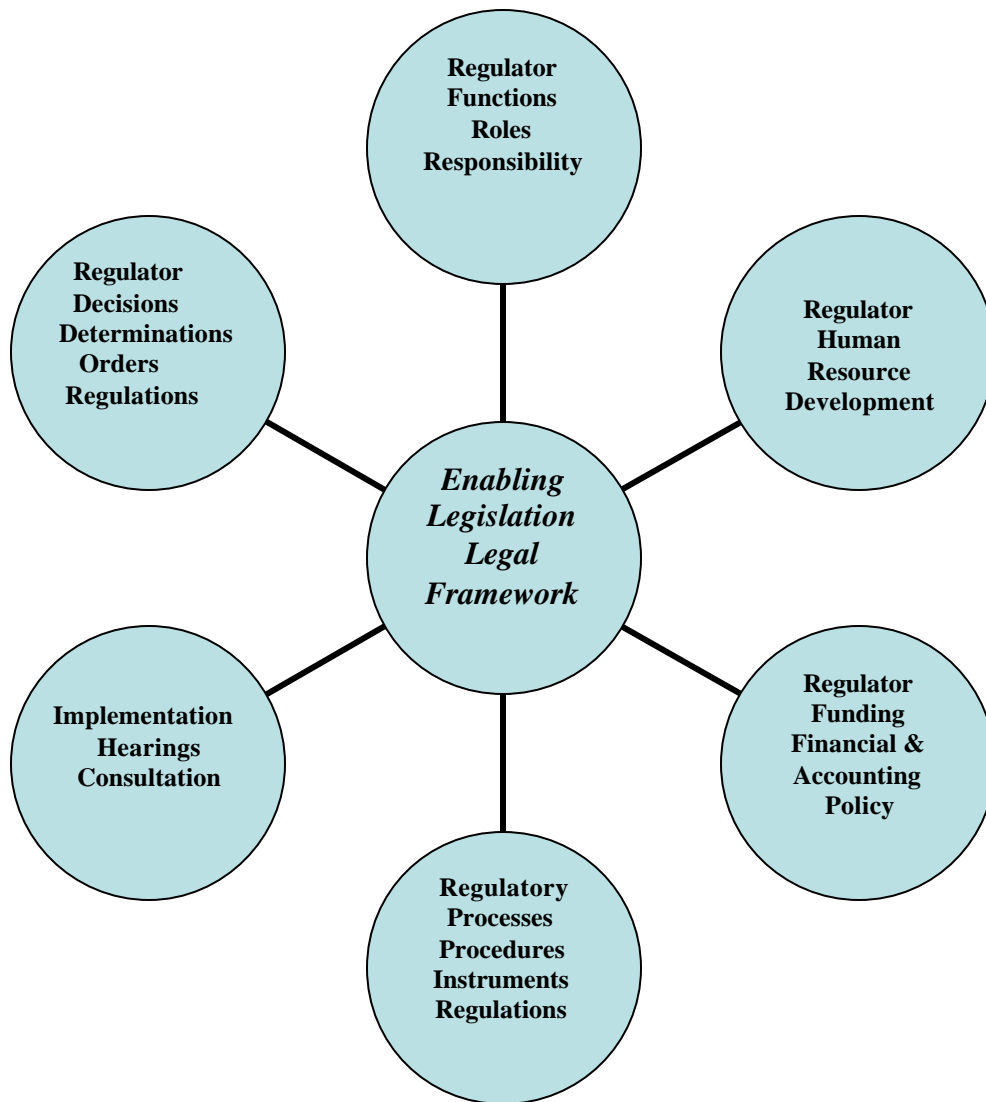 Regulator
Functions
Roles
Responsibility
Regulator
Decisions
Determinations
Orders
Regulations
Regulator
Human
Resource
Development
Enabling
Legislation
Legal
Framework
Implementation
Hearings
Consultation
Regulator
Funding
Financial &
Accounting
Policy
Regulatory
Processes
Procedures
Instruments
Regulations